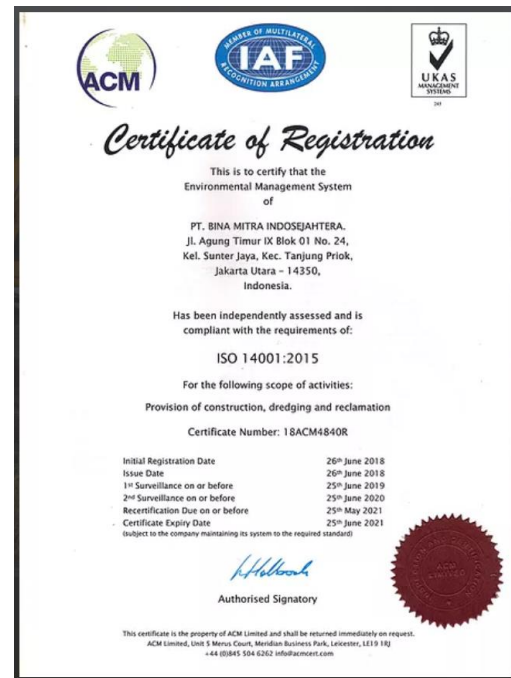 ACM
MEMBER OF MULTILATERAL
IAF
RECOGNITION ARRANGEMENT
UKAS
MANAGEMENT
SYSTEMS
245
Certificate of Registration
This is to certify that the
Environmental Management System
of
PT. BINA MITRA INDOSEJAHTERA.
Jl. Agung Timur IX Blok 01 No. 24,
Kel. Sunter Jaya, Kec. Tanjung Priok,
Jakarta Utara – 14350,
Indonesia.
Has been independently assessed and is
compliant with the requirements of:
ISO 14001:2015
For the following scope of activities:
Provision of construction, dredging and reclamation
Certificate Number: 18ACM4840R
Initial Registration Date 26th June 2018
Issue Date 26th June 2018
1st Surveillance on or before 25th June 2019
2nd Surveillance on or before 25th June 2020
Recertification Due on or before 25th May 2021
Certificate Expiry Date 25th June 2021
(subject to the company maintaining its system to the required standard)
Authorised Signatory
ACM
LIMITED
This certificate is the property of ACM Limited and shall be returned immediately on request.
ACM Limited, Unit 5 Merus Court, Meridian Business Park, Leicester, LE19 1RJ
+44 (0)845 504 6262 info@acmcert.com